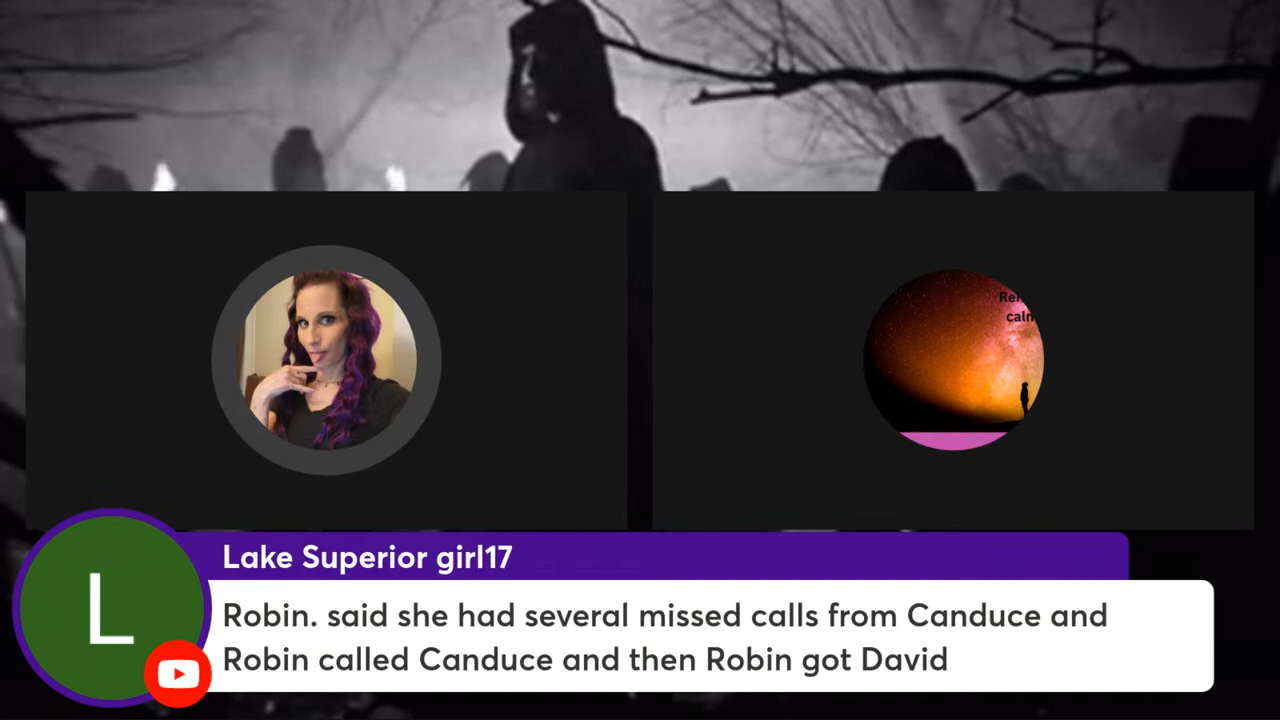 calm
Lake Superior girl17
L
Robin. said she had several missed calls from Canduce and
Robin called Canduce and then Robin got David